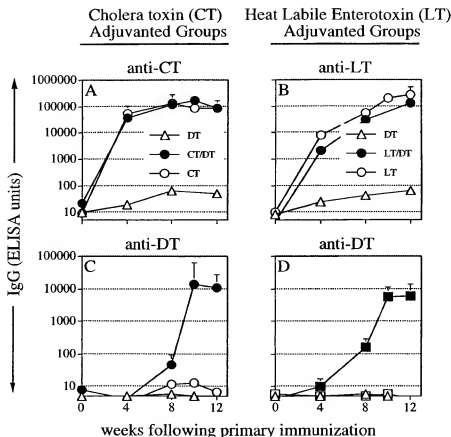 Cholera toxin (CT) Heat Labile Enterotoxin (LT)
Adjuvanted Groups Adjuvanted Groups
anti-CT anti-LT
1000000
100000
10000
1000
100
10
A
DT
CT/DT
CT
B
DT
LT/DT
LT
IgG (ELISA units)
anti-DT anti-DT
100000
10000
1000
100
10
C
D
0 4 8 12 0 4 8 12
weeks following primary immunization